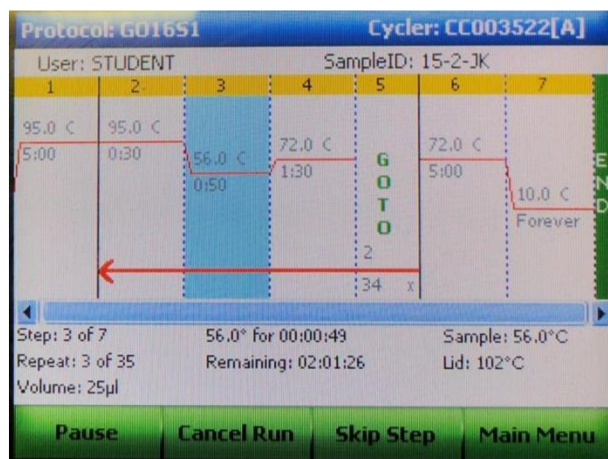 Protocol: GO16S1 Cycler: CC003522[A]
User: STUDENT SampleID: 15-2-JK
1 2 3 4 5 6 7
95.0 C 95.0 C 56.0 C 72.0 C 72.0 C 10.0 C
5:00 0:30 0:50 1:30 5:00 Forever
GOTO
2
34 x
END
Step: 3 of 7 56.0° for 00:00:49 Sample: 56.0°C
Repeat: 3 of 35 Remaining: 02:01:26 Lid: 102°C
Volume: 25µl
Pause Cancel Run Skip Step Main Menu